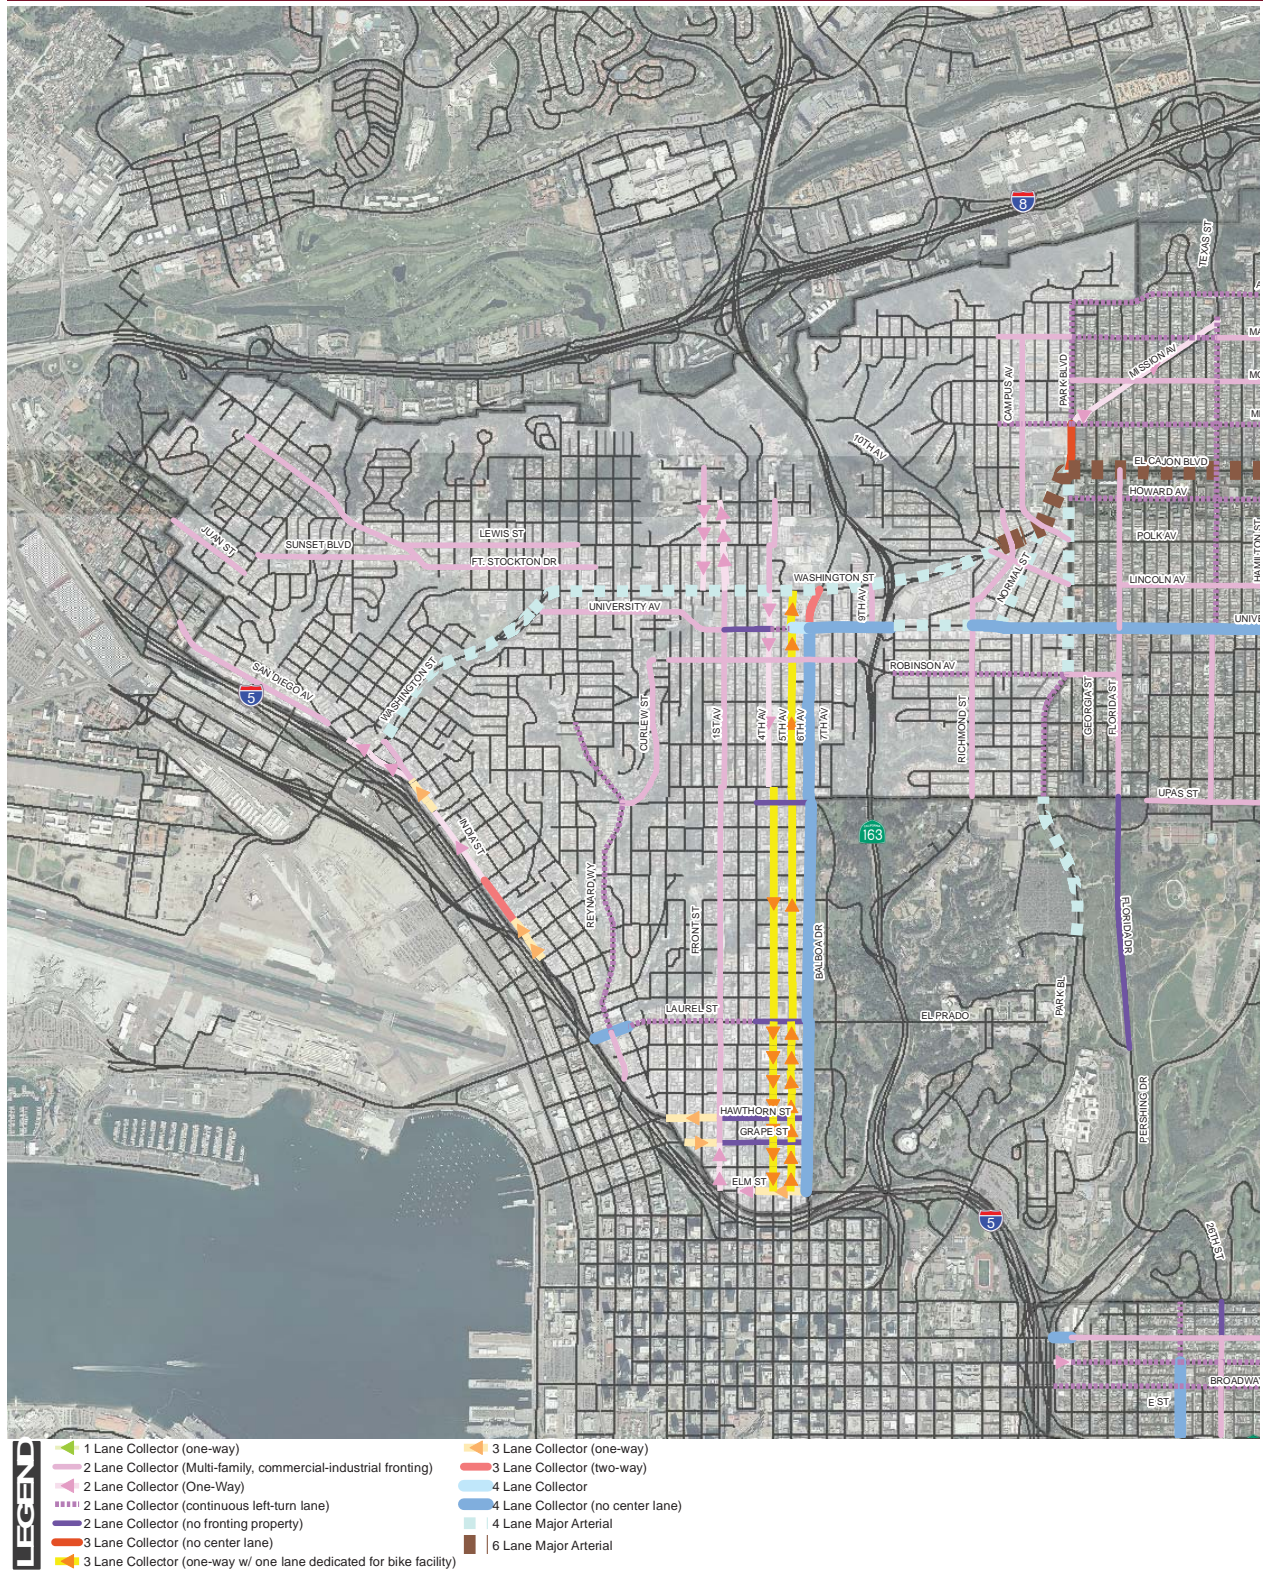 8
TEXAS ST
A
MA
MISSION AV
PARK BLVD
CAMPUS AV
MO
10TH AV
EL CAJON BLVD
HOWARD AV
JUAN ST
SUNSET BLVD
LEWIS ST
FT. STOCKTON DR
POLK AV
HAMILTON ST
WASHINGTON ST
NORMAL ST
LINCOLN AV
UNIVERSITY AV
9TH AV
UNIVE
SAN DIEGO AV
5
WASHINGTON ST
ROBINSON AV
CURLEW ST
1ST AV
4TH AV
5TH AV
6TH AV
7TH AV
RICHMOND ST
GEORGIA ST
FLORIDA ST
UPAS ST
INDIA ST
163
REYNARD WY
FRONT ST
BALBOA DR
FLORIDA DR
LAUREL ST
EL PRADO
PARK BL
HAWTHORN ST
GRAPE ST
PERSHING DR
ELM ST
5
26TH ST
BROADWAY
E ST
LEGEND
1 Lane Collector (one-way)
2 Lane Collector (Multi-family, commercial-industrial fronting)
2 Lane Collector (One-Way)
2 Lane Collector (continuous left-turn lane)
2 Lane Collector (no fronting property)
3 Lane Collector (no center lane)
3 Lane Collector (one-way w/ one lane dedicated for bike facility)
3 Lane Collector (one-way)
3 Lane Collector (two-way)
4 Lane Collector
4 Lane Collector (no center lane)
4 Lane Major Arterial
6 Lane Major Arterial